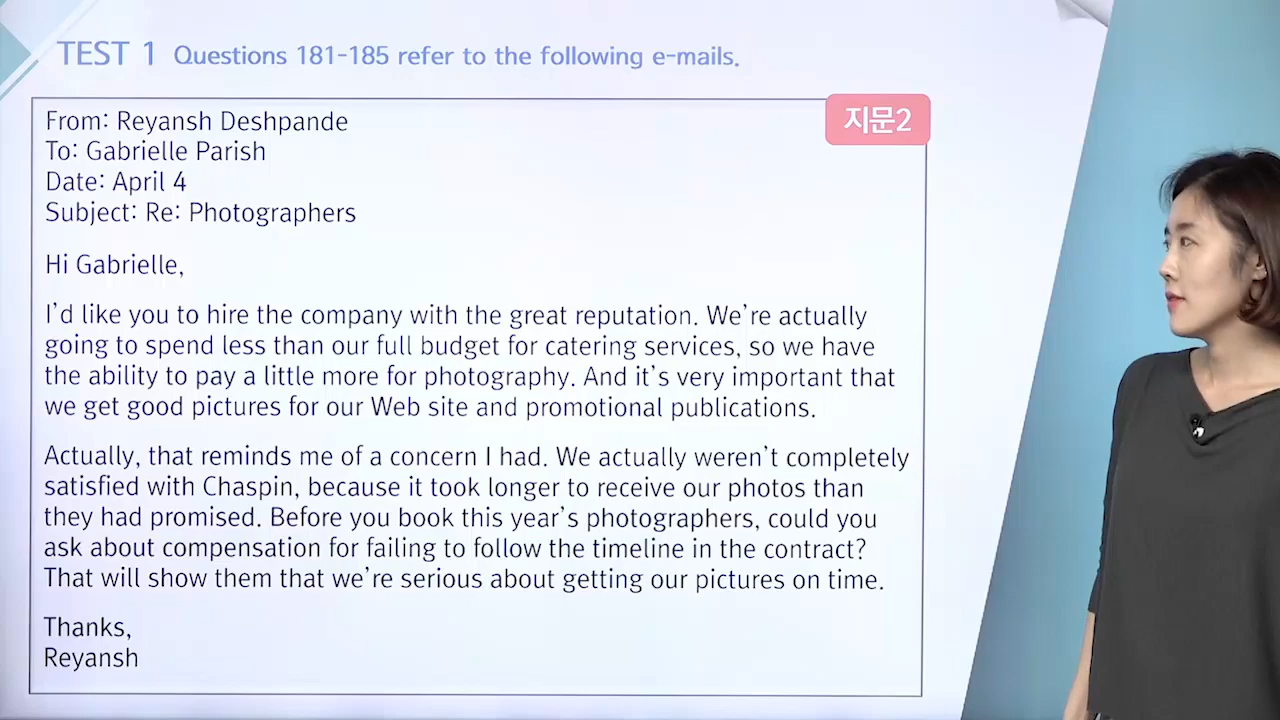 TEST 1 Questions 181-185 refer to the following e-mails.
지문2
From: Reyansh Deshpande
To: Gabrielle Parish
Date: April 4
Subject: Re: Photographers
Hi Gabrielle,
I'd like you to hire the company with the great reputation. We're actually
going to spend less than our full budget for catering services, so we have
the ability to pay a little more for photography. And it's very important that
we get good pictures for our Web site and promotional publications.
Actually, that reminds me of a concern I had. We actually weren't completely
satisfied with Chaspin, because it took longer to receive our photos than
they had promised. Before you book this year's photographers, could you
ask about compensation for failing to follow the timeline in the contract?
That will show them that we're serious about getting our pictures on time.
Thanks,
Reyansh